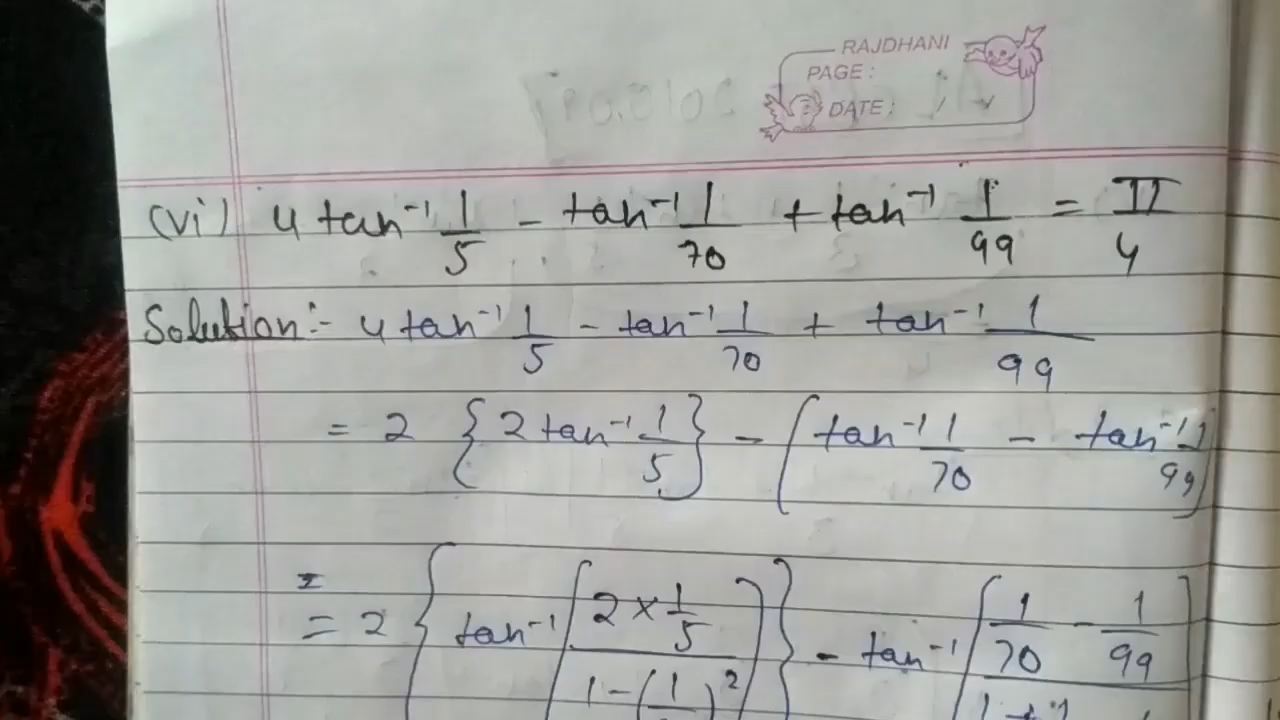 RAJDHANI
PAGE :
DATE :
(vi) 4 tan⁻¹ 1/5 - tan⁻¹ 1/70 + tan⁻¹ 1/99 = π/4
Solution:- 4 tan⁻¹ 1/5 - tan⁻¹ 1/70 + tan⁻¹ 1/99
= 2 {2 tan⁻¹ 1/5} - (tan⁻¹ 1/70 - tan⁻¹ 1/99)
= 2 {tan⁻¹ (2 × 1/5 / 1 - (1/
)²)} - tan⁻¹ (1/70 - 1/99 / 1 +